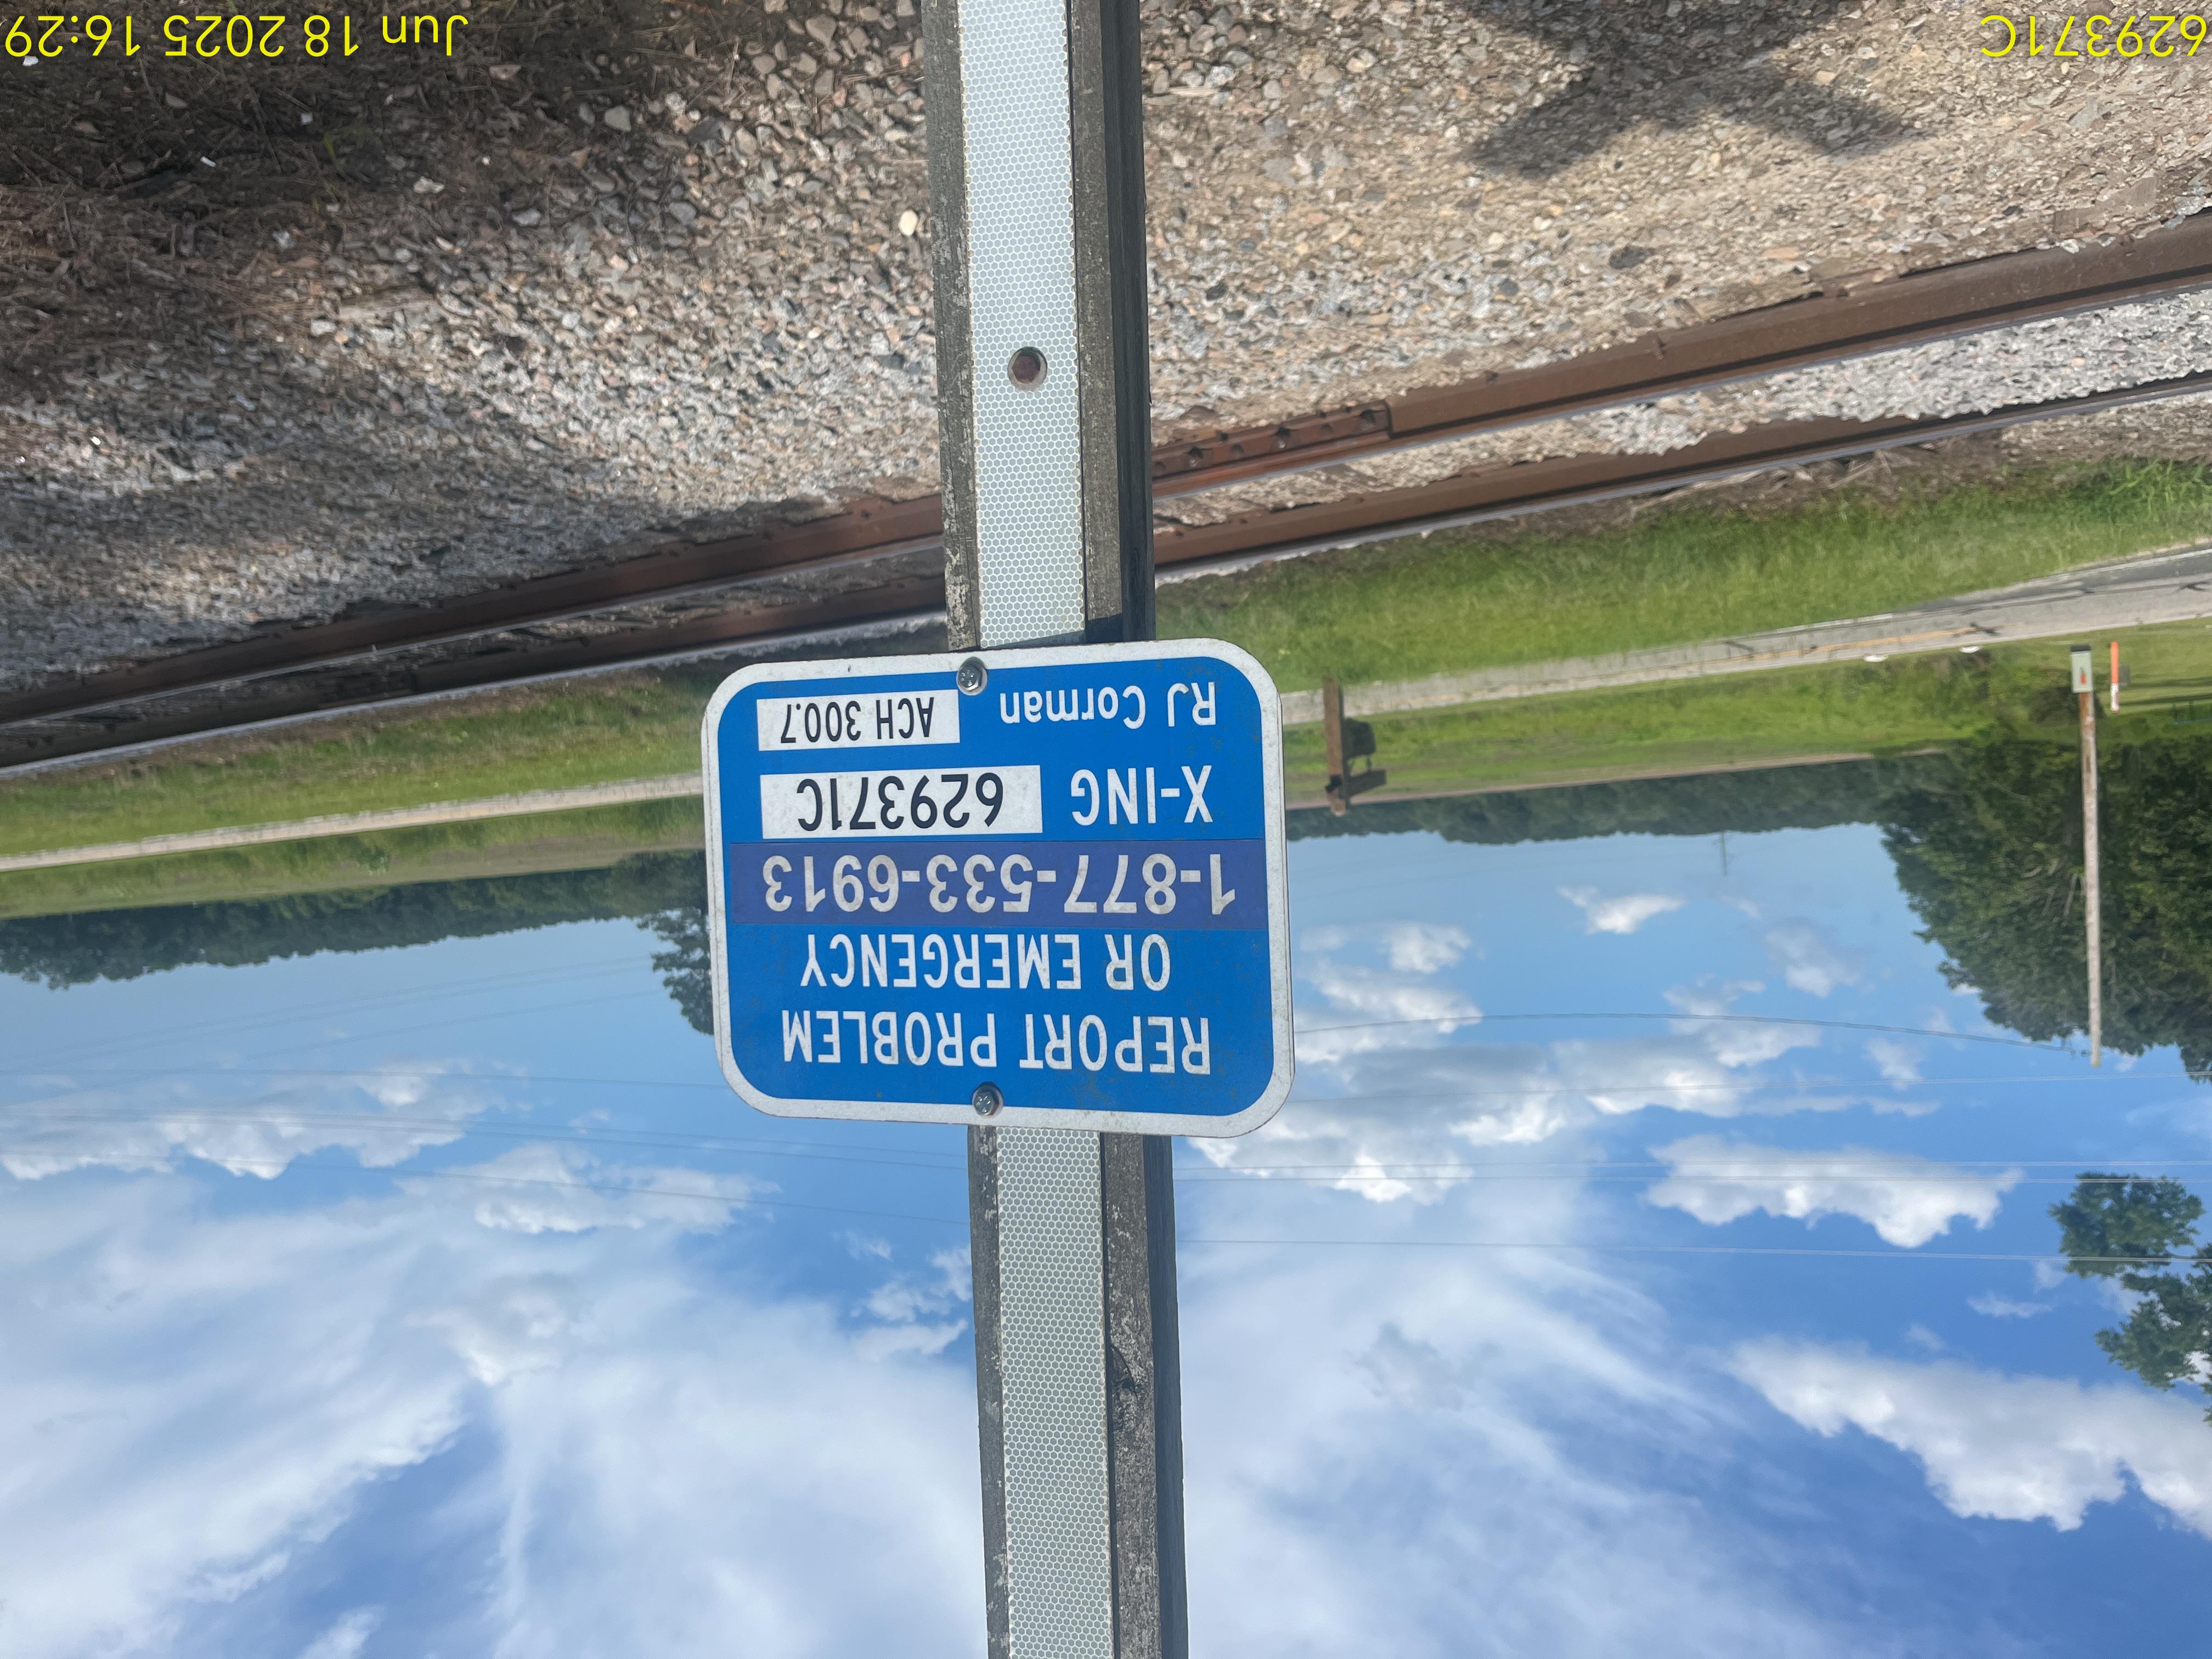 REPORT PROBLEM
OR EMERGENCY
1-877-533-6913
X-ING 629371C
RJ Corman ACH 300.7
629371C
Jun 18 2025 16:29